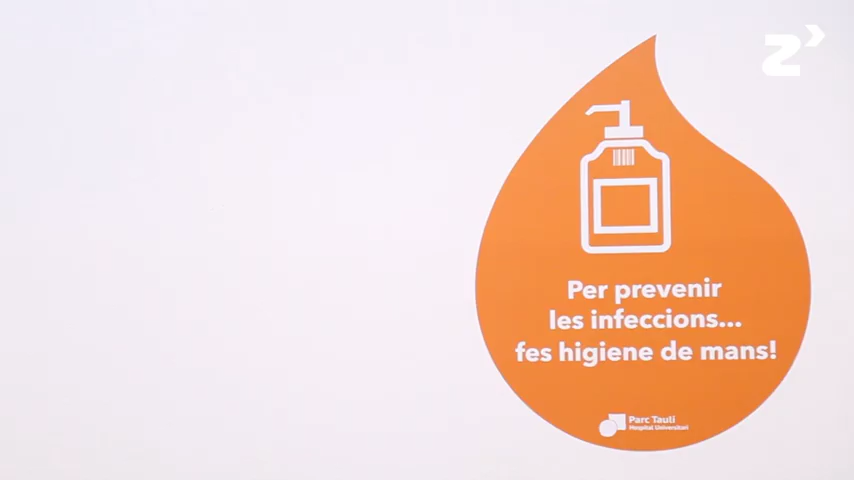 Per prevenir
les infeccions...
fes higiene de mans!
Parc Taulí
Hospital Universitari